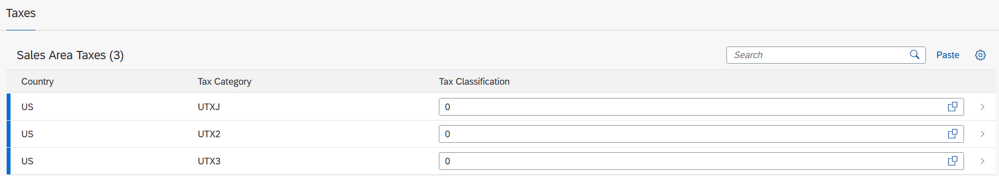 Taxes
Sales Area Taxes (3)
Search
Paste
Country Tax Category Tax Classification
US UTXJ 0
US UTX2 0
US UTX3 0